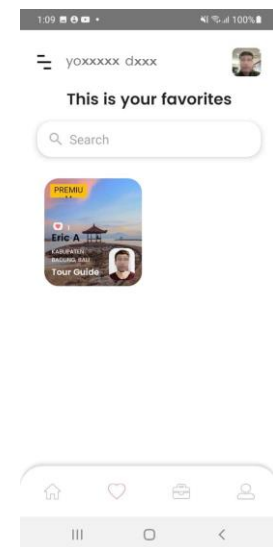 1:09
100%
yoxxxxx dxxx
This is your favorites
Search
PREMIU
Eric A
KABUPATEN
BADUNG, BALI
Tour Guide